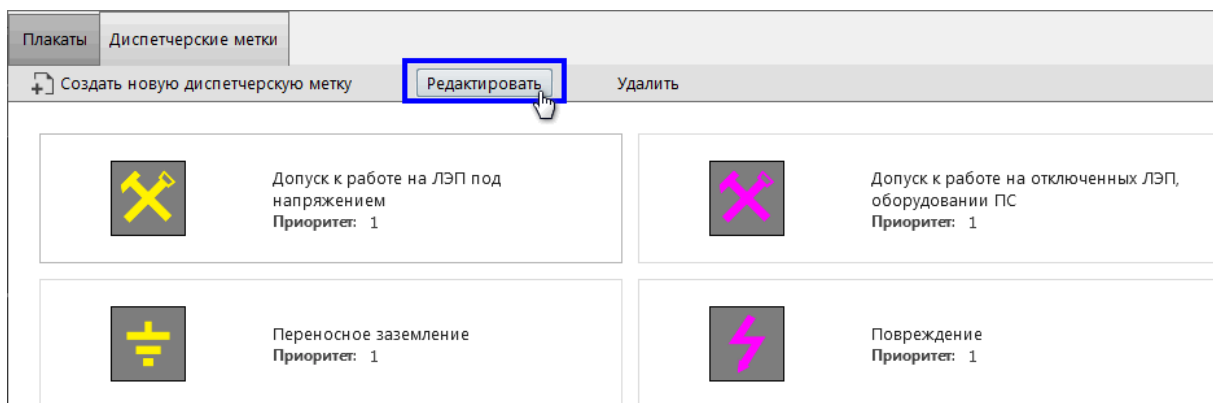 Плакаты Диспетчерские метки
Создать новую диспетчерскую метку Редактировать Удалить
Допуск к работе на ЛЭП под
напряжением
Приоритет: 1
Допуск к работе на отключенных ЛЭП,
оборудовании ПС
Приоритет: 1
Переносное заземление
Приоритет: 1
Повреждение
Приоритет: 1